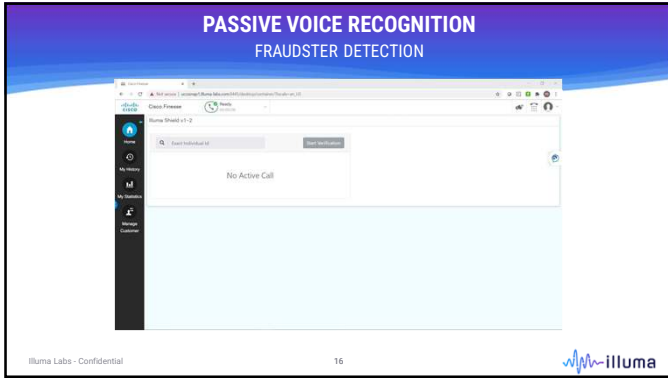 PASSIVE VOICE RECOGNITION
FRAUDSTER DETECTION
Cisco Finesse
Ready
CISCO
Illuma Shield v1-2
Home
Start Verification
My History
No Active Call
My Statistics
Manage
Customer
Illuma Labs - Confidential
16
illuma